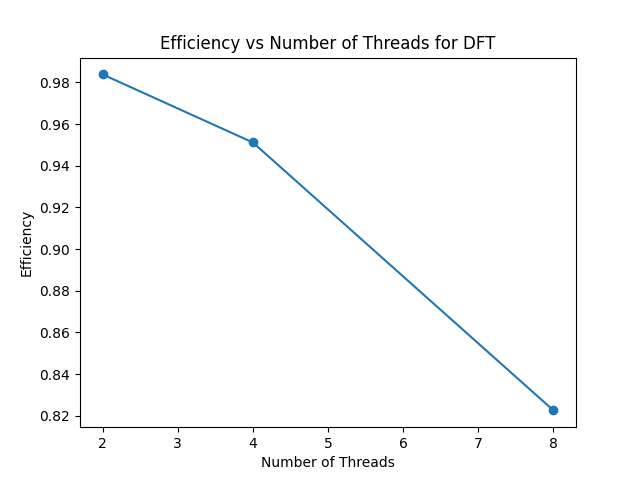 Efficiency vs Number of Threads for DFT
0.98
0.96
0.94
0.92
0.90
0.88
0.86
0.84
0.82
Efficiency
2 3 4 5 6 7 8
Number of Threads